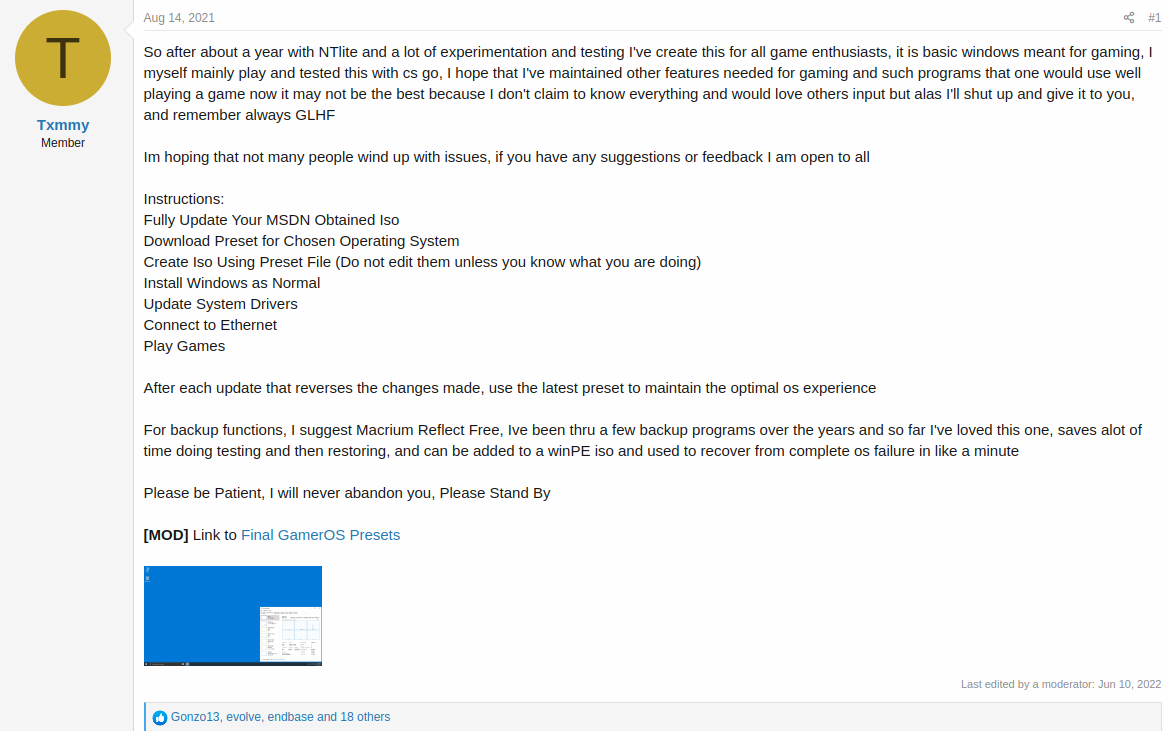 T
Txmmy
Member
Aug 14, 2021
#1
So after about a year with NTlite and a lot of experimentation and testing I've create this for all game enthusiasts, it is basic windows meant for gaming, I
myself mainly play and tested this with cs go, I hope that I've maintained other features needed for gaming and such programs that one would use well
playing a game now it may not be the best because I don't claim to know everything and would love others input but alas I'll shut up and give it to you,
and remember always GLHF
Im hoping that not many people wind up with issues, if you have any suggestions or feedback I am open to all
Instructions:
Fully Update Your MSDN Obtained Iso
Download Preset for Chosen Operating System
Create Iso Using Preset File (Do not edit them unless you know what you are doing)
Install Windows as Normal
Update System Drivers
Connect to Ethernet
Play Games
After each update that reverses the changes made, use the latest preset to maintain the optimal os experience
For backup functions, I suggest Macrium Reflect Free, Ive been thru a few backup programs over the years and so far I've loved this one, saves alot of
time doing testing and then restoring, and can be added to a winPE iso and used to recover from complete os failure in like a minute
Please be Patient, I will never abandon you, Please Stand By
[MOD] Link to Final GamerOS Presets
Last edited by a moderator: Jun 10, 2022
Gonzo13, evolve, endbase and 18 others